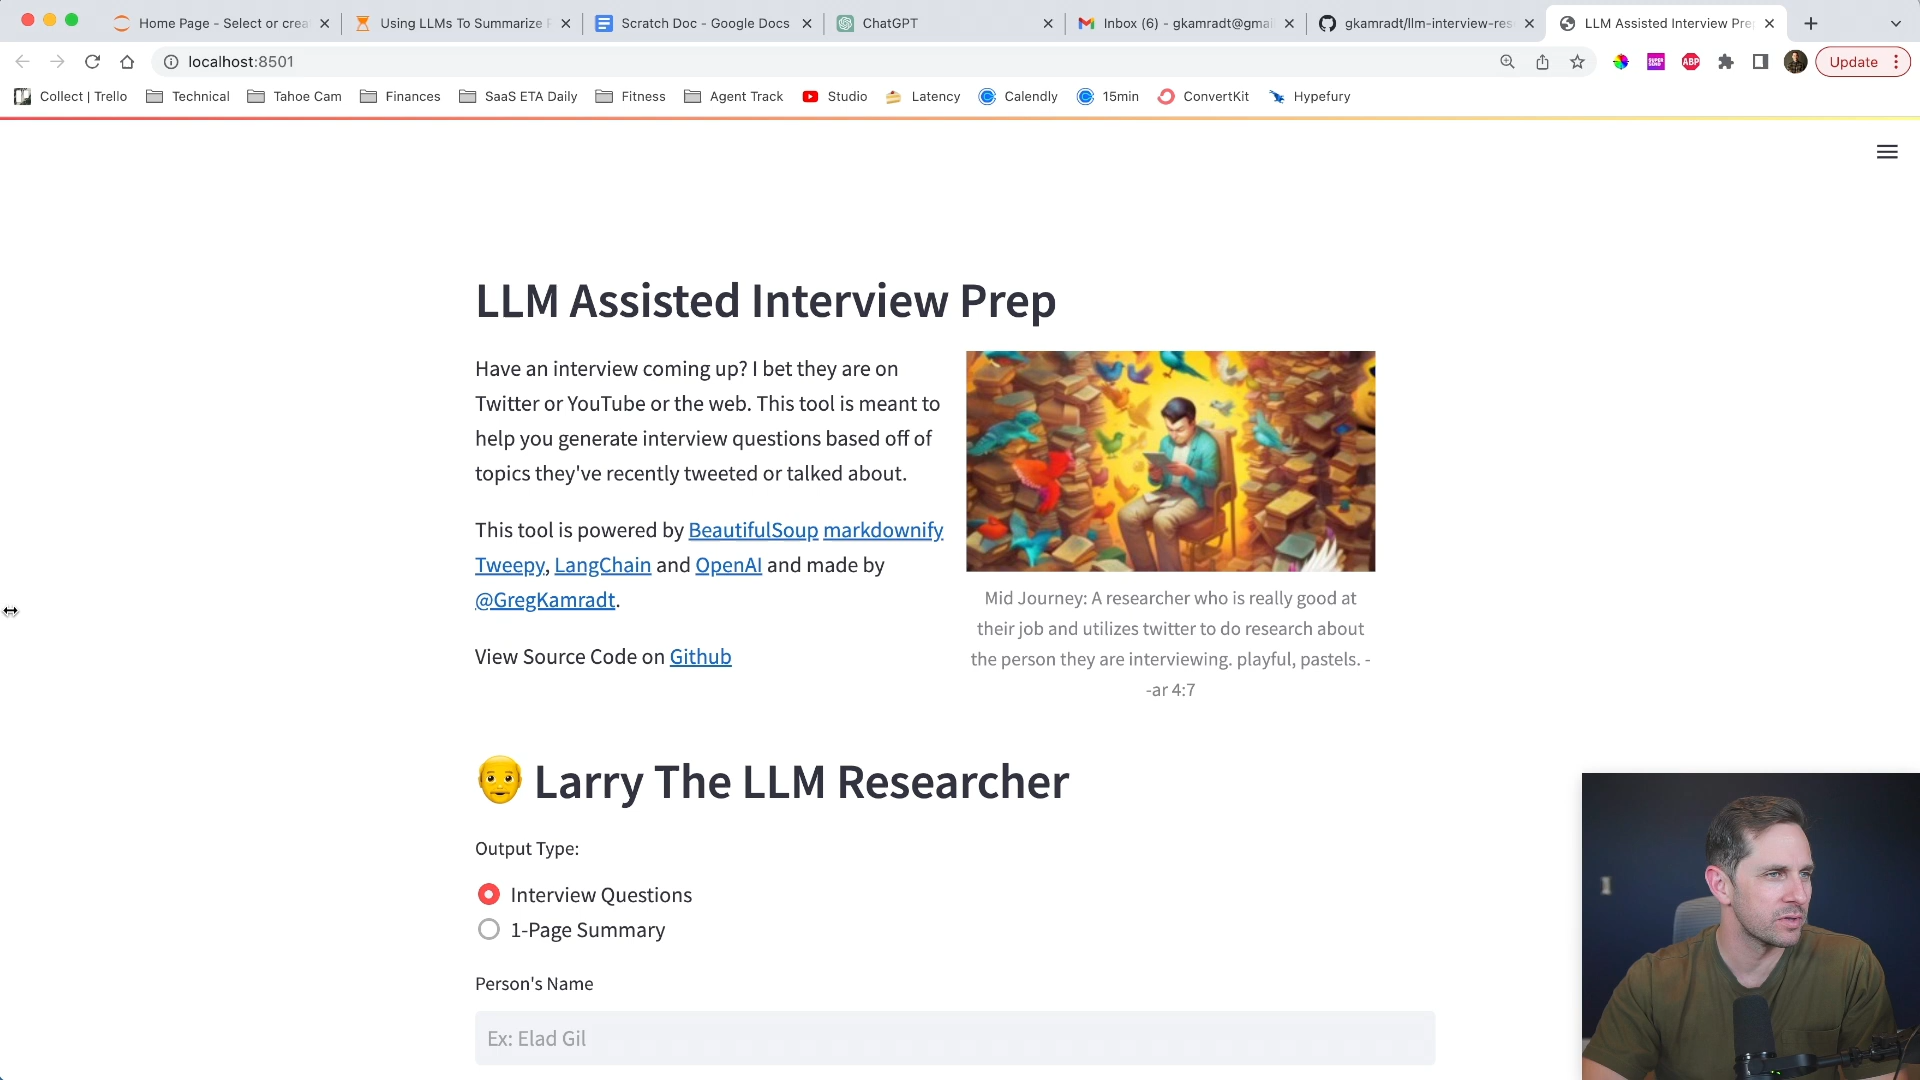 Home Page - Select or crea
Using LLMs To Summarize
Scratch Doc - Google Docs
ChatGPT
Inbox (6) - gkamradt@gmai
gkamradt/llm-interview-res
LLM Assisted Interview Prep
localhost:8501
SUPER
ABP
Update
Collect | Trello
Technical
Tahoe Cam
Finances
SaaS ETA Daily
Fitness
Agent Track
Studio
Latency
Calendly
15min
ConvertKit
Hypefury
LLM Assisted Interview Prep
Have an interview coming up? I bet they are on
Twitter or YouTube or the web. This tool is meant to
help you generate interview questions based off of
topics they've recently tweeted or talked about.
This tool is powered by BeautifulSoup markdownify
Tweepy, LangChain and OpenAI and made by
@GregKamradt.
View Source Code on Github
Mid Journey: A researcher who is really good at
their job and utilizes twitter to do research about
the person they are interviewing. playful, pastels. -
-ar 4:7
Larry The LLM Researcher
Output Type:
Interview Questions
1-Page Summary
Person's Name
Ex: Elad Gil